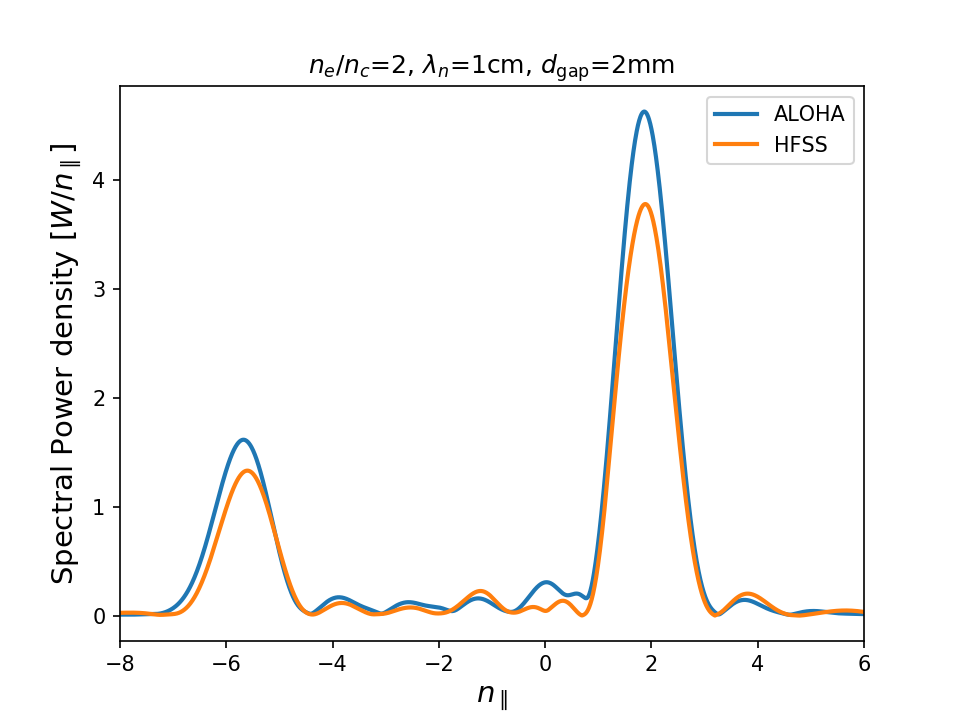 n_e/n_c=2, λ_n=1cm, d_gap=2mm
ALOHA
HFSS
Spectral Power density [W/n_∥]
4
3
2
1
0
−8 −6 −4 −2 0 2 4 6
n_∥